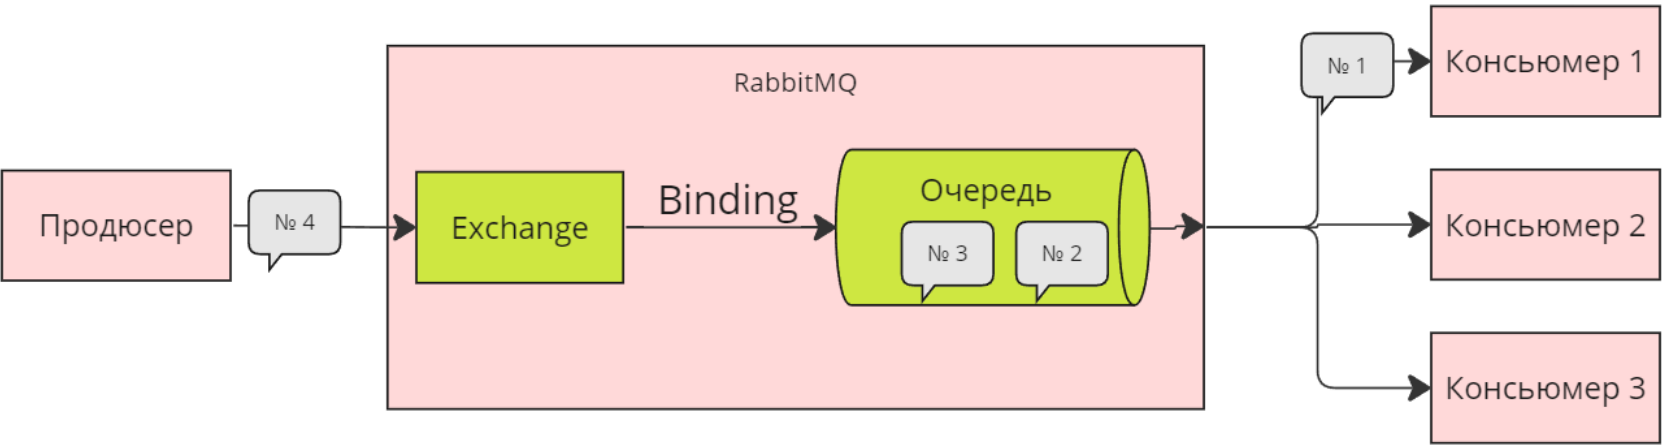 RabbitMQ
Продюсер
№ 4
Exchange
Binding
Очередь
№ 3
№ 2
№ 1
Консьюмер 1
Консьюмер 2
Консьюмер 3